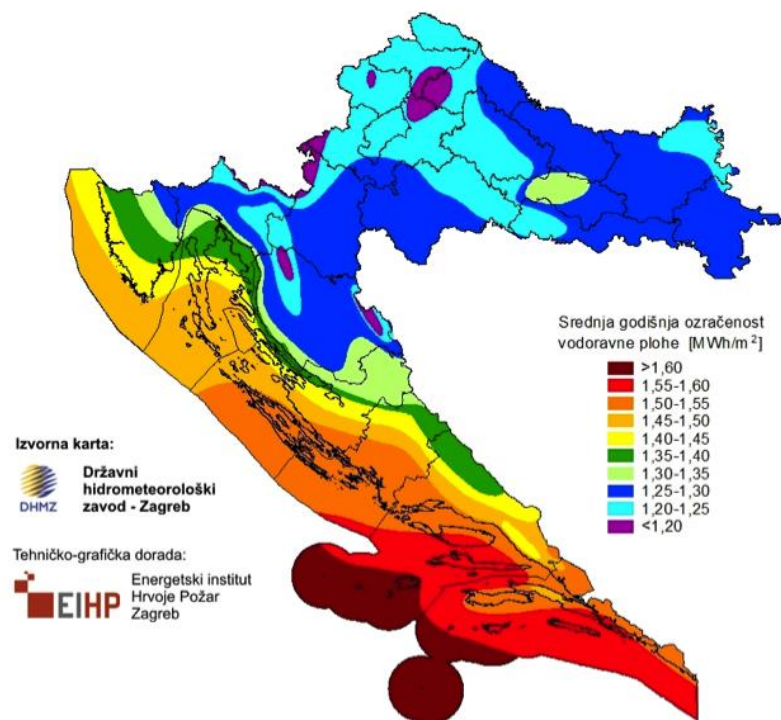 Srednja godišnja ozračenost
vodoravne plohe [MWh/m²]
>1,60
1,55-1,60
1,50-1,55
1,45-1,50
1,40-1,45
1,35-1,40
1,30-1,35
1,25-1,30
1,20-1,25
<1,20
Izvorna karta:
DHMZ
Državni
hidrometeorološki
zavod - Zagreb
Tehničko-grafička dorada:
EIHP
Energetski institut
Hrvoje Požar
Zagreb